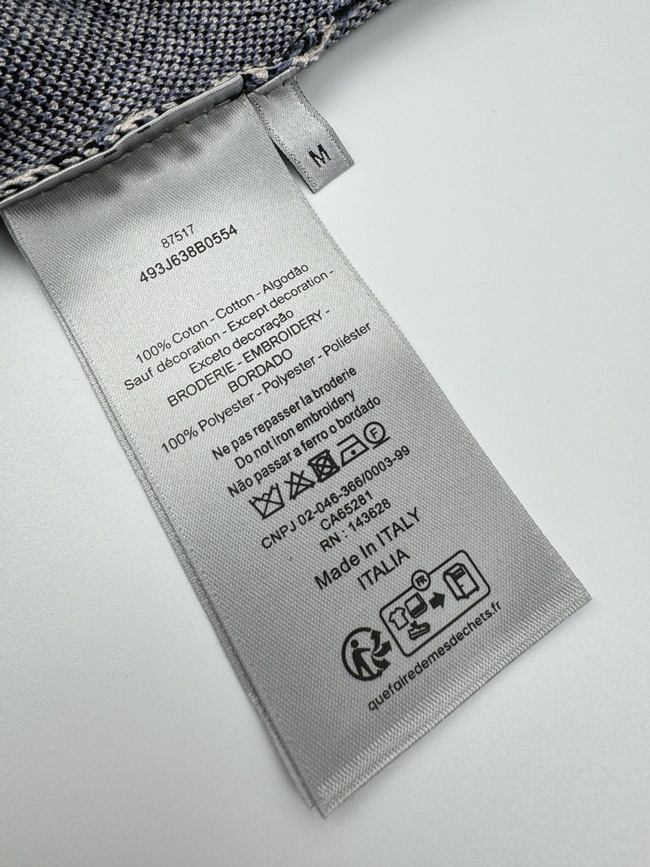 M
87517
493J638B0554
100% Coton - Cotton - Algodão
Sauf décoration - Except decoration -
Exceto decoração
BRODERIE - EMBROIDERY -
BORDADO
100% Polyester - Polyester - Poliéster
Ne pas repasser la broderie
Do not iron embroidery
Não passar a ferro o bordado
F
CNPJ 02-046-366/0003-99
CA65281
RN : 143628
Made In ITALY
ITALIA
FR
quefairedemesdechets.fr